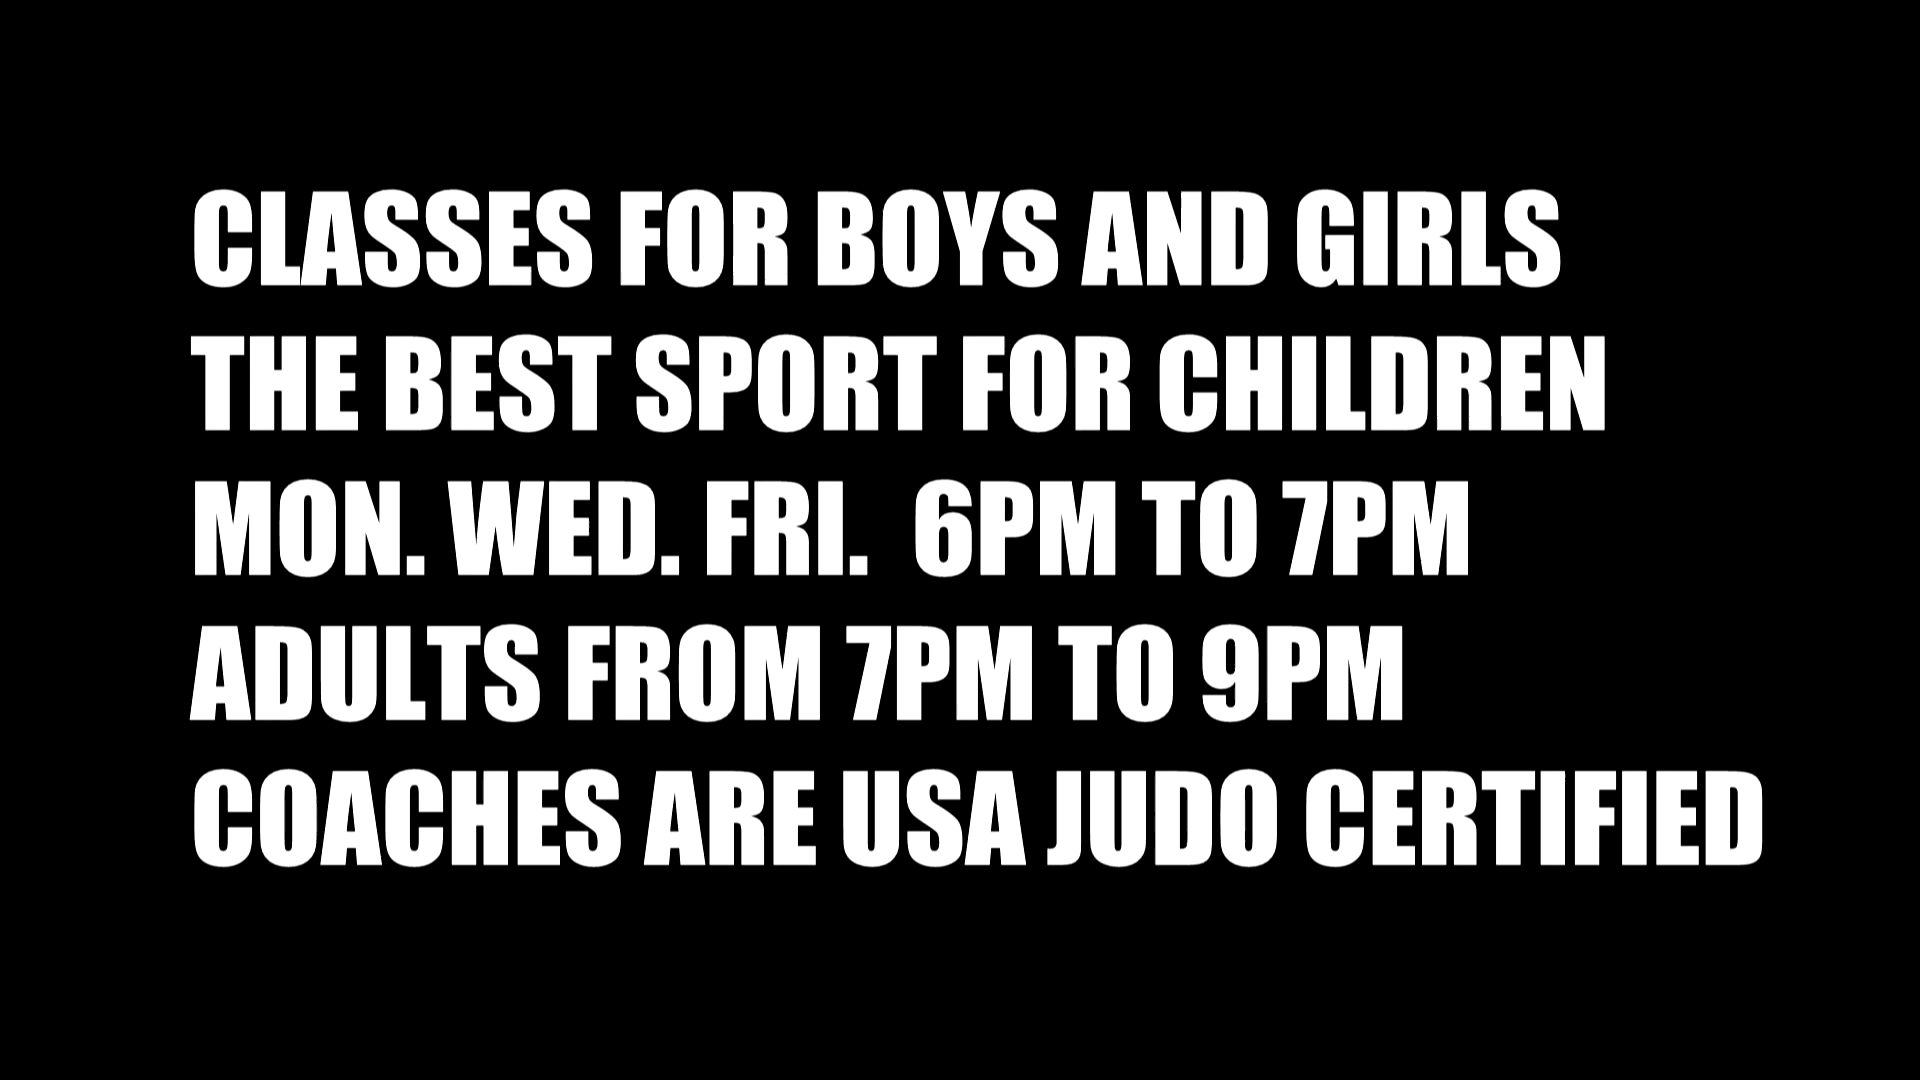 CLASSES FOR BOYS AND GIRLS
THE BEST SPORT FOR CHILDREN
MON. WED. FRI.  6PM TO 7PM
ADULTS FROM 7PM TO 9PM
COACHES ARE USA JUDO CERTIFIED